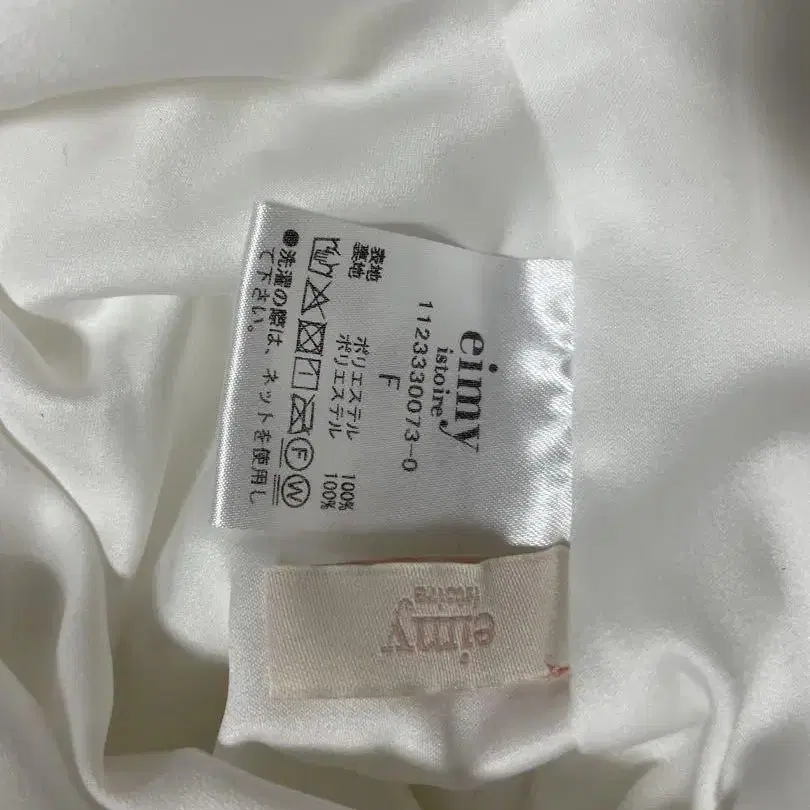 eimy
istoire
1123330073-0
F
表地 ポリエステル 100%
裏地 ポリエステル 100%
F W
●洗濯の際は、ネットを使用し
て下さい。
eimy
istoire